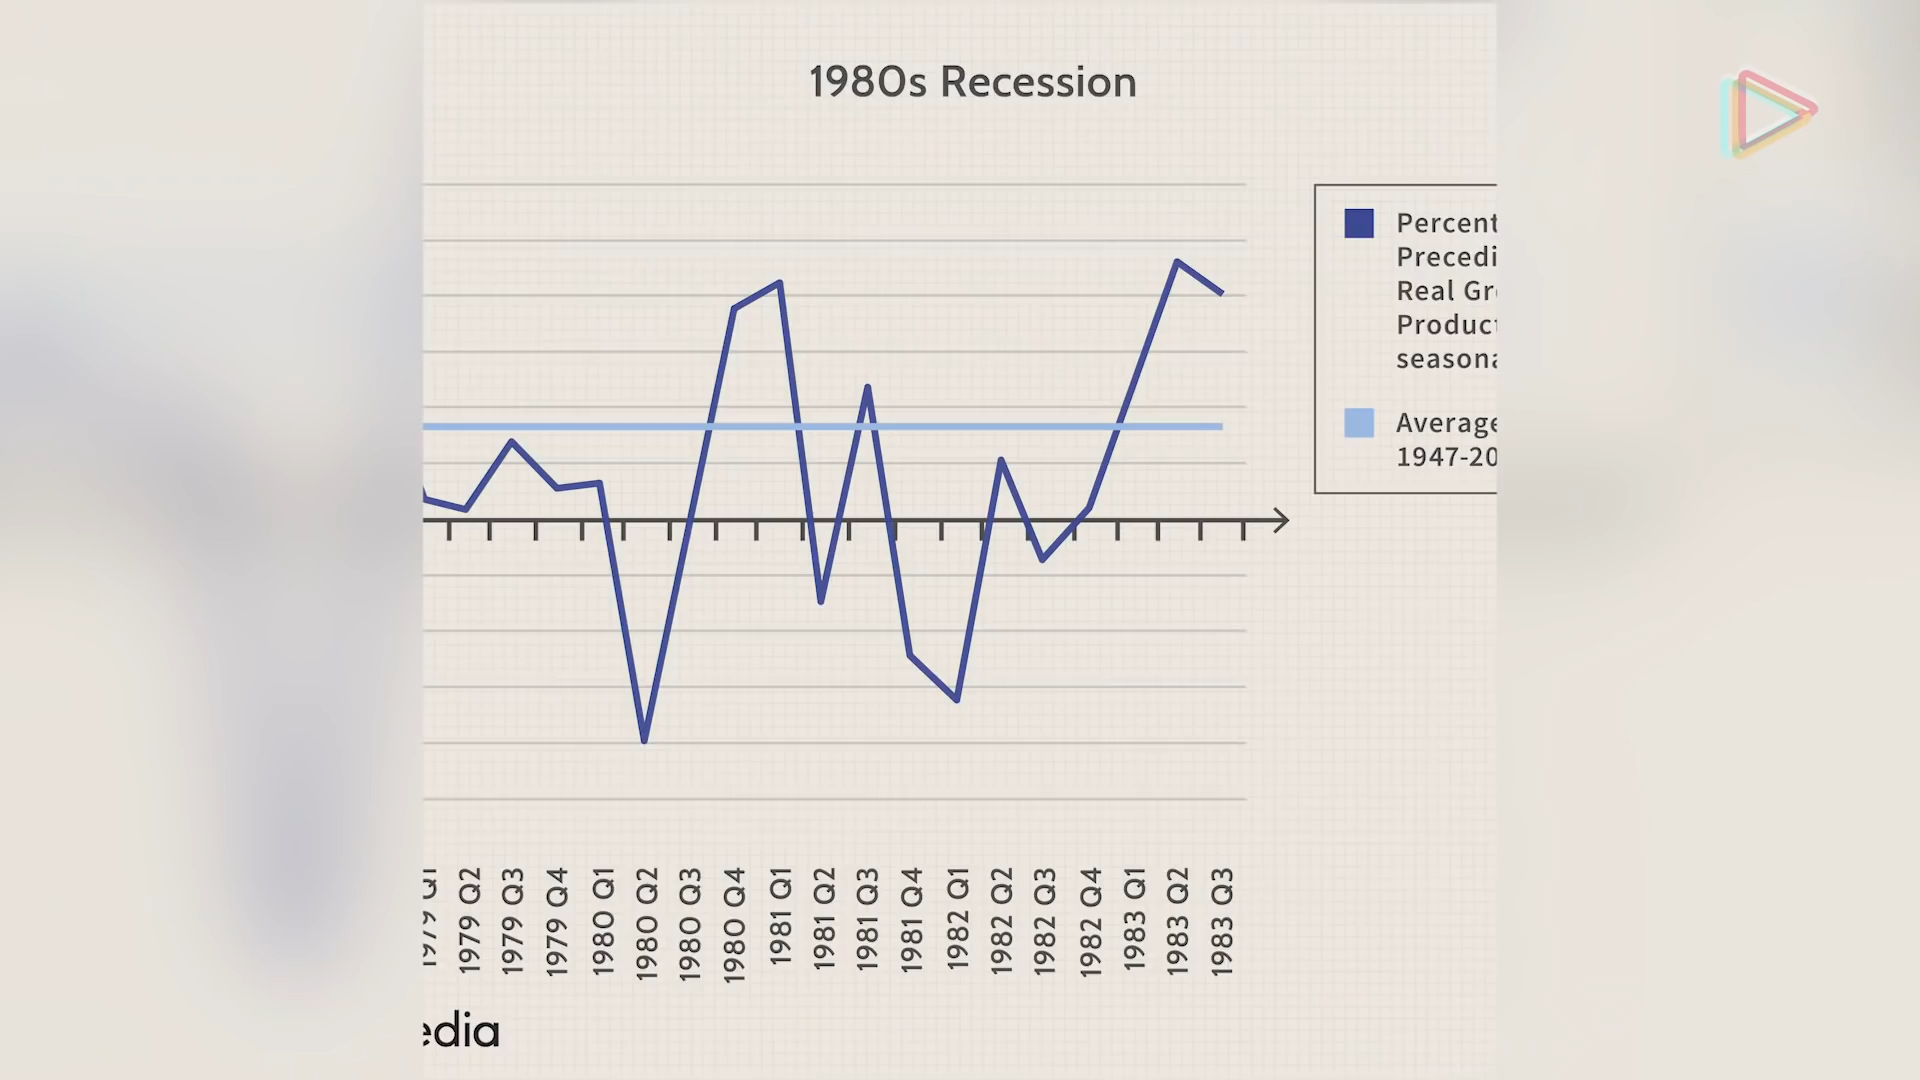 1980s Recession
Percent
Precedi
Real Gr
Product
seasona
Average
1947-20
1979 Q1
1979 Q2
1979 Q3
1979 Q4
1980 Q1
1980 Q2
1980 Q3
1980 Q4
1981 Q1
1981 Q2
1981 Q3
1981 Q4
1982 Q1
1982 Q2
1982 Q3
1982 Q4
1983 Q1
1983 Q2
1983 Q3
edia